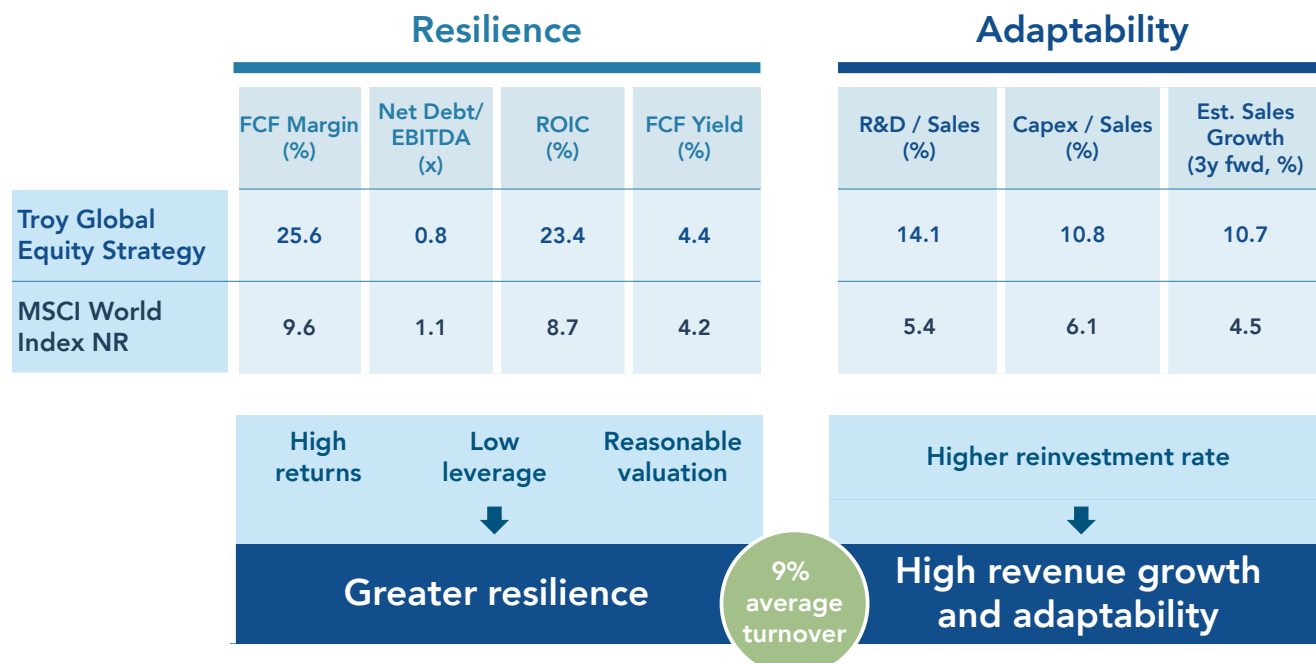 Resilience
Adaptability
FCF Margin
(%)
Net Debt/
EBITDA
(x)
ROIC
(%)
FCF Yield
(%)
R&D / Sales
(%)
Capex / Sales
(%)
Est. Sales
Growth
(3y fwd, %)
Troy Global
Equity Strategy
25.6
0.8
23.4
4.4
14.1
10.8
10.7
MSCI World
Index NR
9.6
1.1
8.7
4.2
5.4
6.1
4.5
High
returns
Low
leverage
Reasonable
valuation
Higher reinvestment rate
Greater resilience
9%
average
turnover
High revenue growth
and adaptability